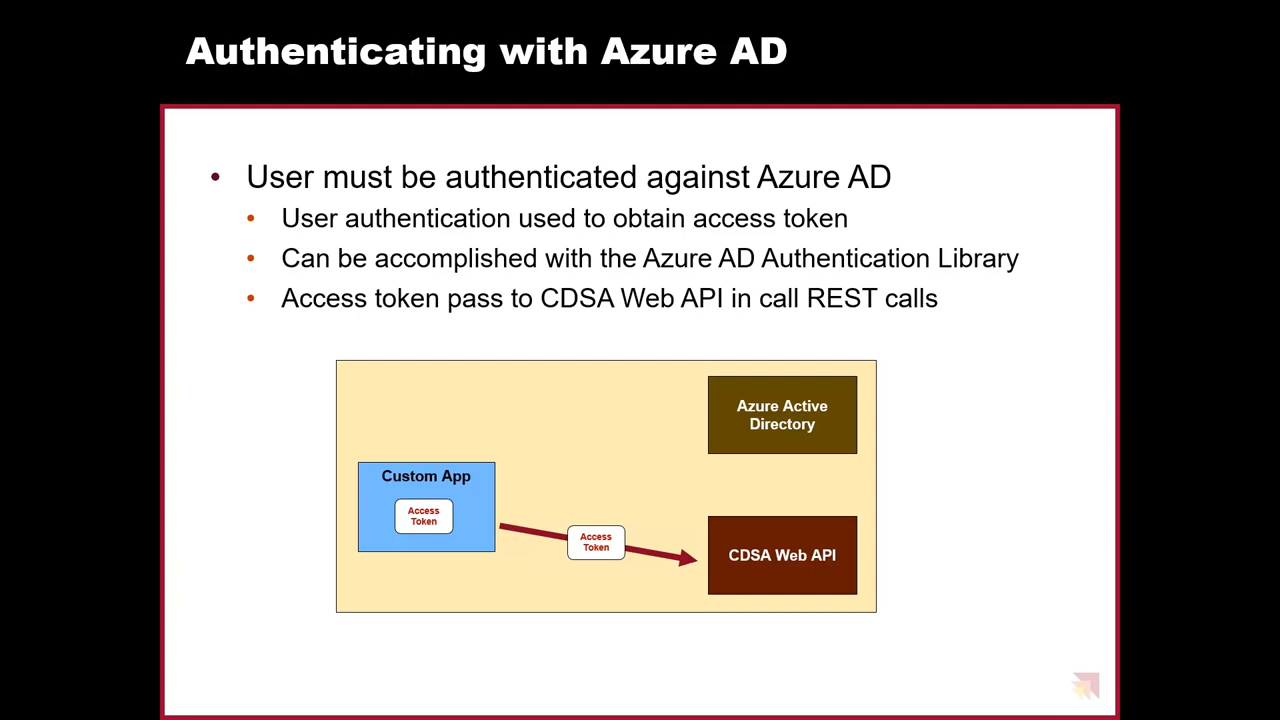 Authenticating with Azure AD
• User must be authenticated against Azure AD
• User authentication used to obtain access token
• Can be accomplished with the Azure AD Authentication Library
• Access token pass to CDSA Web API in call REST calls
Azure Active
Directory
Custom App
Access
Token
Access
Token
CDSA Web API